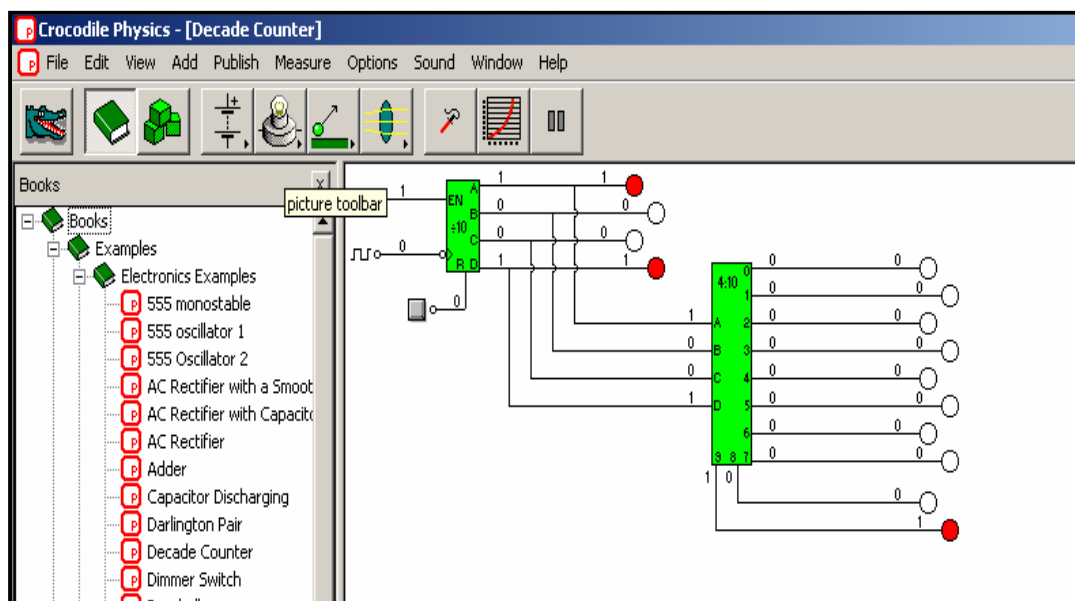 Crocodile Physics - [Decade Counter]
File Edit View Add Publish Measure Options Sound Window Help
Books x
picture toolbar
Books
Examples
Electronics Examples
555 monostable
555 oscillator 1
555 Oscillator 2
AC Rectifier with a Smoot
AC Rectifier with Capacito
AC Rectifier
Adder
Capacitor Discharging
Darlington Pair
Decade Counter
Dimmer Switch
1 EN A 1 1
B 0 0
÷10
0 C 0 0
R D 1 1
0
4:10
0 0 0
1 0 0
1 A 2 0 0
0 B 3 0 0
0 C 4 0 0
1 D 5 0 0
6 0 0
9 8 7 0 0
1 0
0
1